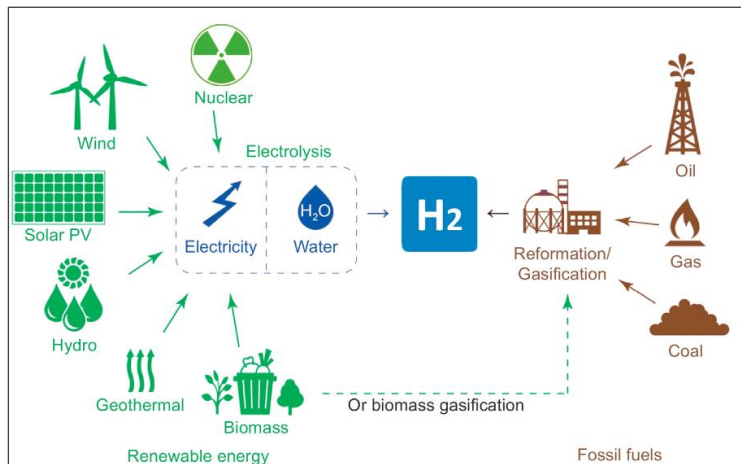 Nuclear
Wind
Electrolysis
Oil
Solar PV
Electricity
H₂O
Water
H2
Reformation/
Gasification
Gas
Hydro
Coal
Geothermal
Biomass
Or biomass gasification
Renewable energy
Fossil fuels